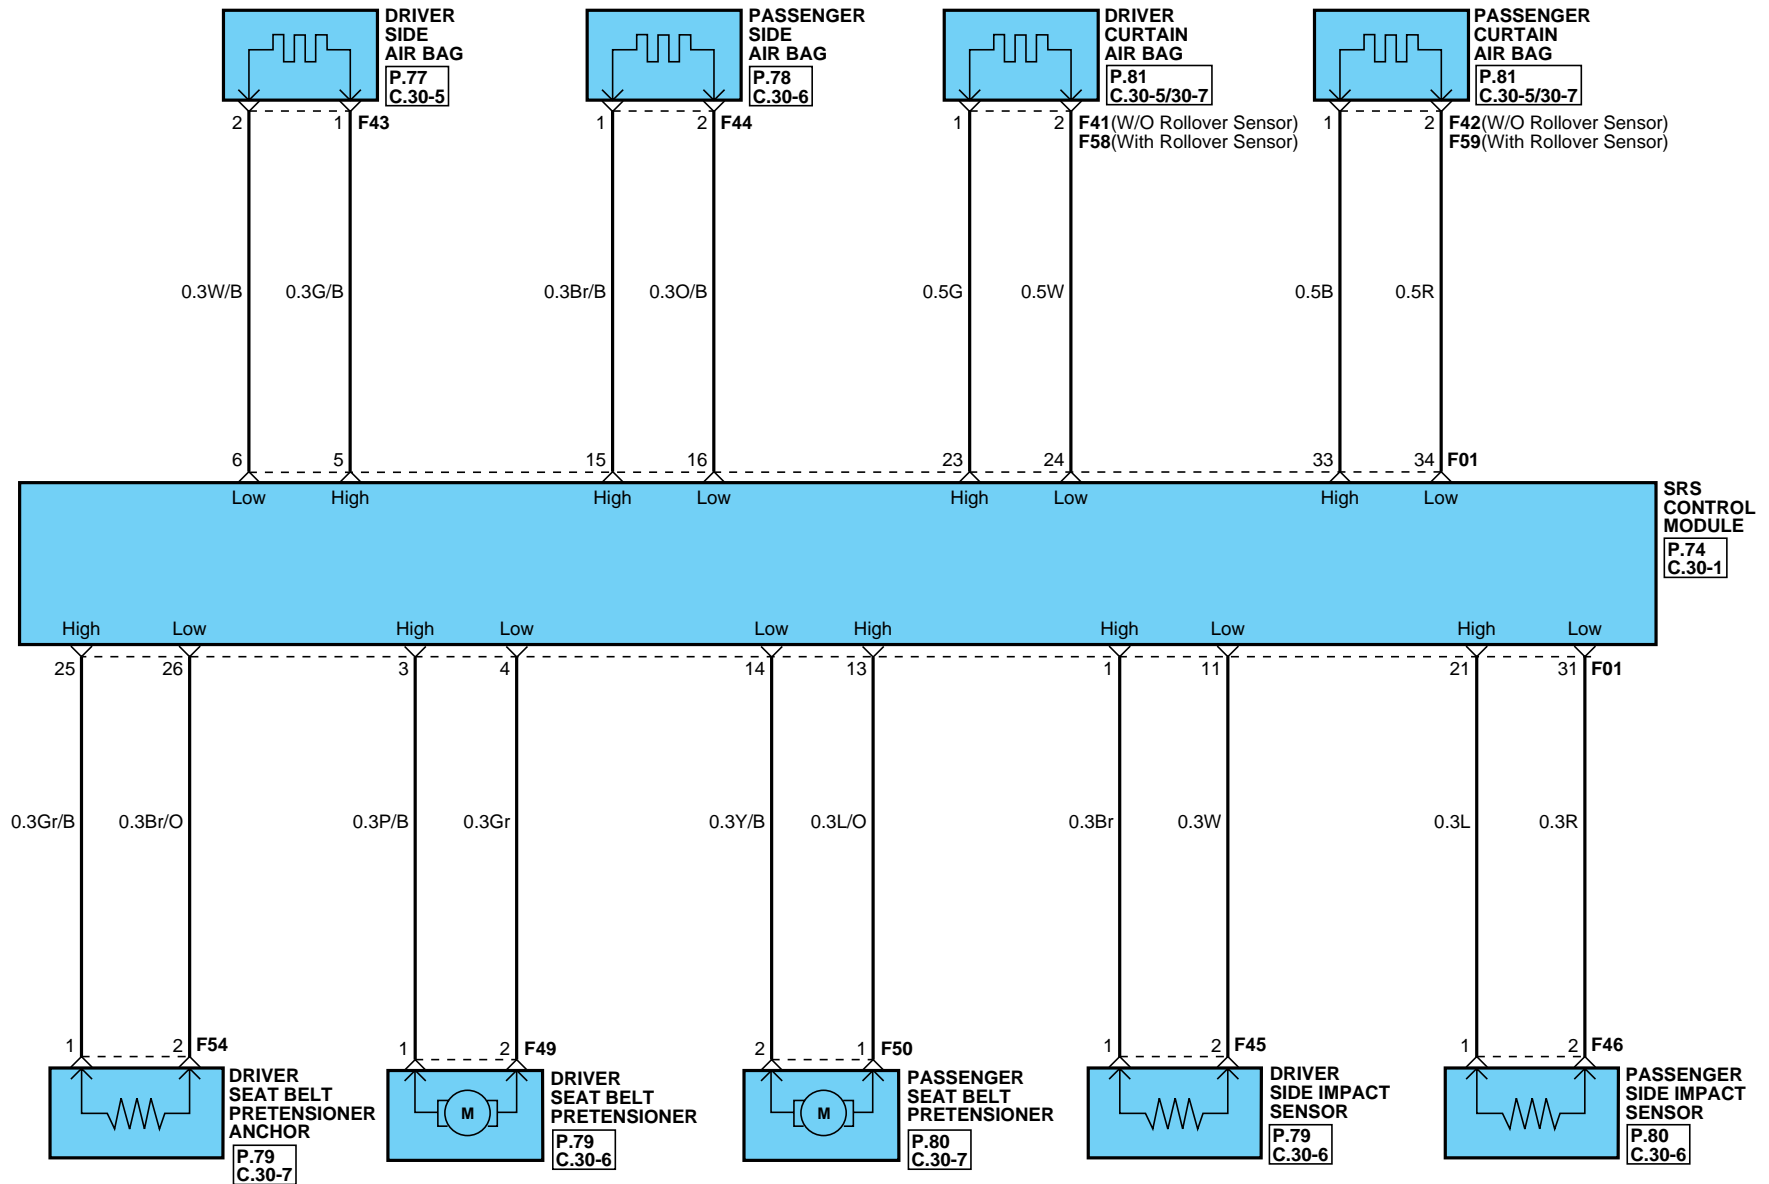 DRIVER
SIDE
AIR BAG
P.77
C.30-5
PASSENGER
SIDE
AIR BAG
P.78
C.30-6
DRIVER
CURTAIN
AIR BAG
P.81
C.30-5/30-7
PASSENGER
CURTAIN
AIR BAG
P.81
C.30-5/30-7
2 1 F43
1 2 F44
1 2 F41(W/O Rollover Sensor)
F58(With Rollover Sensor)
1 2 F42(W/O Rollover Sensor)
F59(With Rollover Sensor)
0.3W/B 0.3G/B 0.3Br/B 0.3O/B 0.5G 0.5W 0.5B 0.5R
6 5 15 16 23 24 33 34 F01
Low High High Low High Low High Low
SRS
CONTROL
MODULE
P.74
C.30-1
High Low High Low Low High High Low High Low
25 26 3 4 14 13 1 11 21 31 F01
0.3Gr/B 0.3Br/O 0.3P/B 0.3Gr 0.3Y/B 0.3L/O 0.3Br 0.3W 0.3L 0.3R
1 2 F54
1 2 F49
2 1 F50
1 2 F45
1 2 F46
DRIVER
SEAT BELT
PRETENSIONER
ANCHOR
P.79
C.30-7
M
DRIVER
SEAT BELT
PRETENSIONER
P.79
C.30-6
M
PASSENGER
SEAT BELT
PRETENSIONER
P.80
C.30-7
DRIVER
SIDE IMPACT
SENSOR
P.79
C.30-6
PASSENGER
SIDE IMPACT
SENSOR
P.80
C.30-6